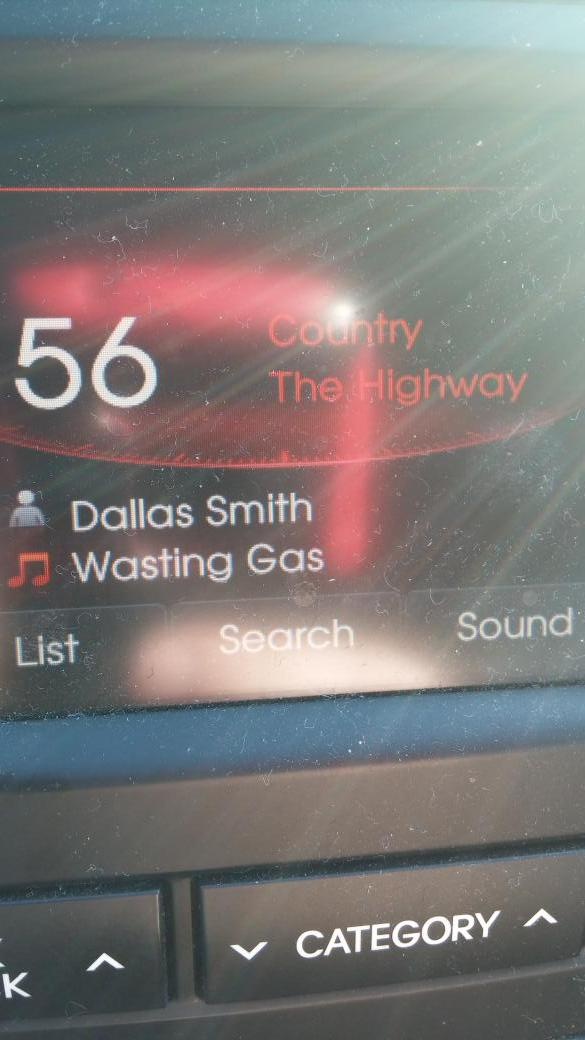 56
Country
The Highway
Dallas Smith
Wasting Gas
List
Search
Sound
CATEGORY